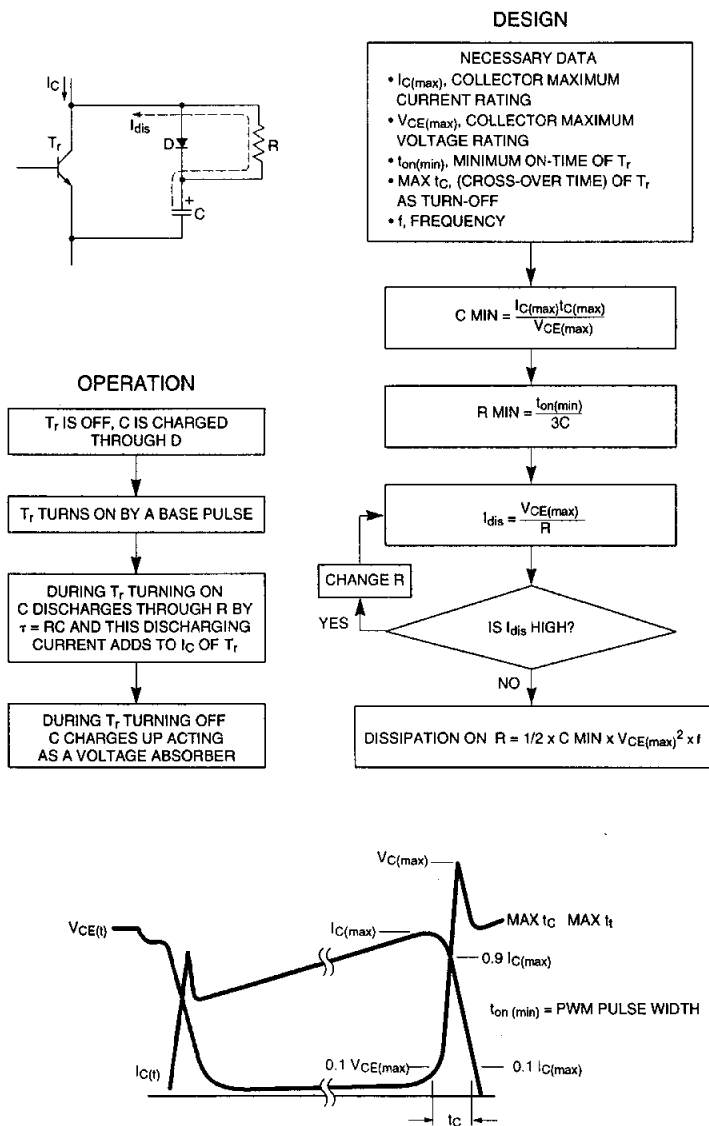 DESIGN
NECESSARY DATA
• IC(max), COLLECTOR MAXIMUM
CURRENT RATING
• VCE(max), COLLECTOR MAXIMUM
VOLTAGE RATING
• ton(min), MINIMUM ON-TIME OF Tr
• MAX tC, (CROSS-OVER TIME) OF Tr
AS TURN-OFF
• f, FREQUENCY
IC
Idis
Tr
D
R
+
C
C MIN = IC(max)tC(max)
VCE(max)
R MIN = ton(min)
3C
Idis = VCE(max)
R
CHANGE R
YES
IS Idis HIGH?
NO
DISSIPATION ON R = 1/2 x C MIN x VCE(max)² x f
OPERATION
Tr IS OFF, C IS CHARGED
THROUGH D
Tr TURNS ON BY A BASE PULSE
DURING Tr TURNING ON
C DISCHARGES THROUGH R BY
τ = RC AND THIS DISCHARGING
CURRENT ADDS TO IC OF Tr
DURING Tr TURNING OFF
C CHARGES UP ACTING
AS A VOLTAGE ABSORBER
VC(max)
VCE(t)
IC(max)
MAX tC MAX tt
0.9 IC(max)
ton (min) = PWM PULSE WIDTH
IC(t)
0.1 VCE(max)
0.1 IC(max)
tC